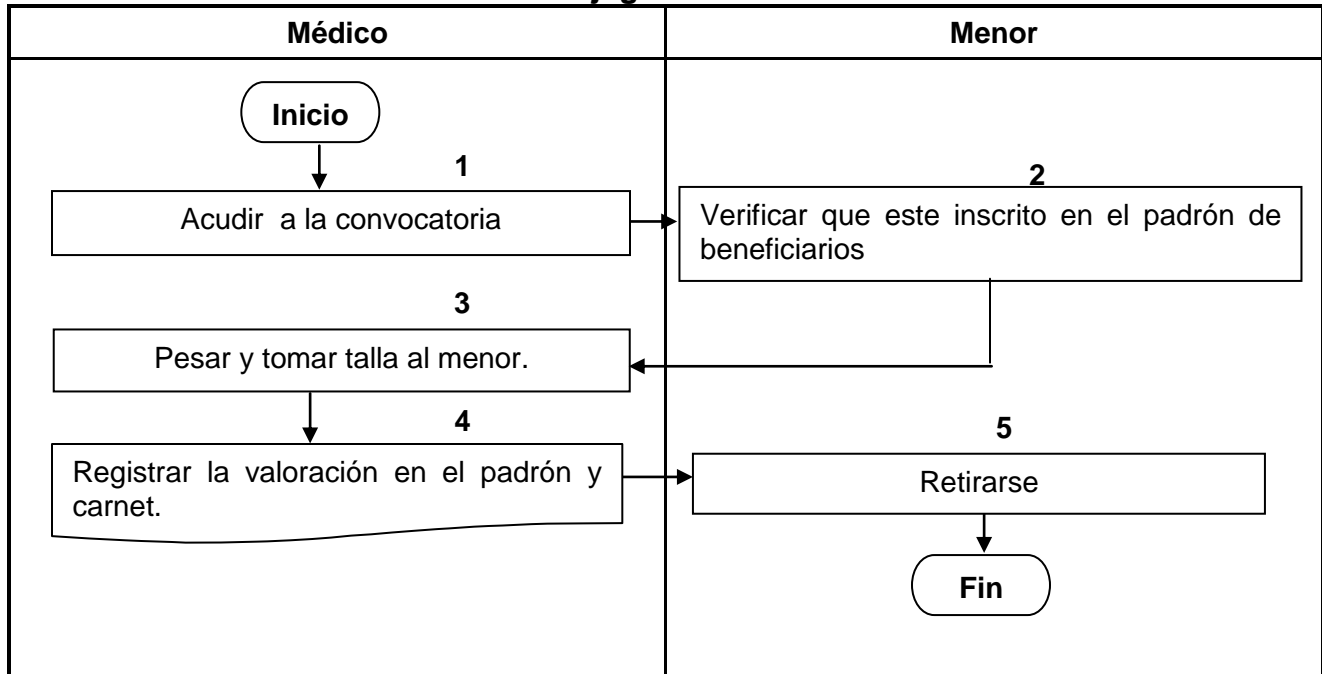 Médico
Menor
Inicio
1
Acudir a la convocatoria
2
Verificar que este inscrito en el padrón de
beneficiarios
3
Pesar y tomar talla al menor.
4
Registrar la valoración en el padrón y
carnet.
5
Retirarse
Fin